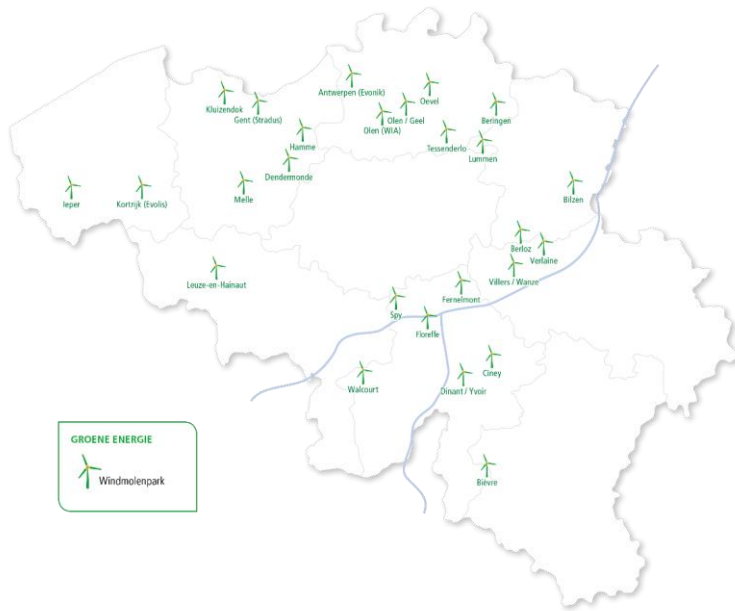 Antwerpen (Evonik)
Oevel
Kluizendok
Gent (Stradus)
Olen / Geel
Olen (WIA)
Beringen
Hamme
Tessenderlo
Lummen
Dendermonde
Ieper
Kortrijk (Evolis)
Melle
Bilzen
Berloz
Verlaine
Leuze-en-Hainaut
Villers / Wanze
Fernelmont
Spy
Floreffe
Ciney
Walcourt
Dinant / Yvoir
GROENE ENERGIE
Windmolenpark
Bièvre